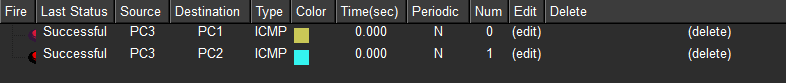 Fire Last Status Source Destination Type Color Time(sec) Periodic Num Edit Delete
Successful PC3 PC1 ICMP 0.000 N 0 (edit) (delete)
Successful PC3 PC2 ICMP 0.000 N 1 (edit) (delete)